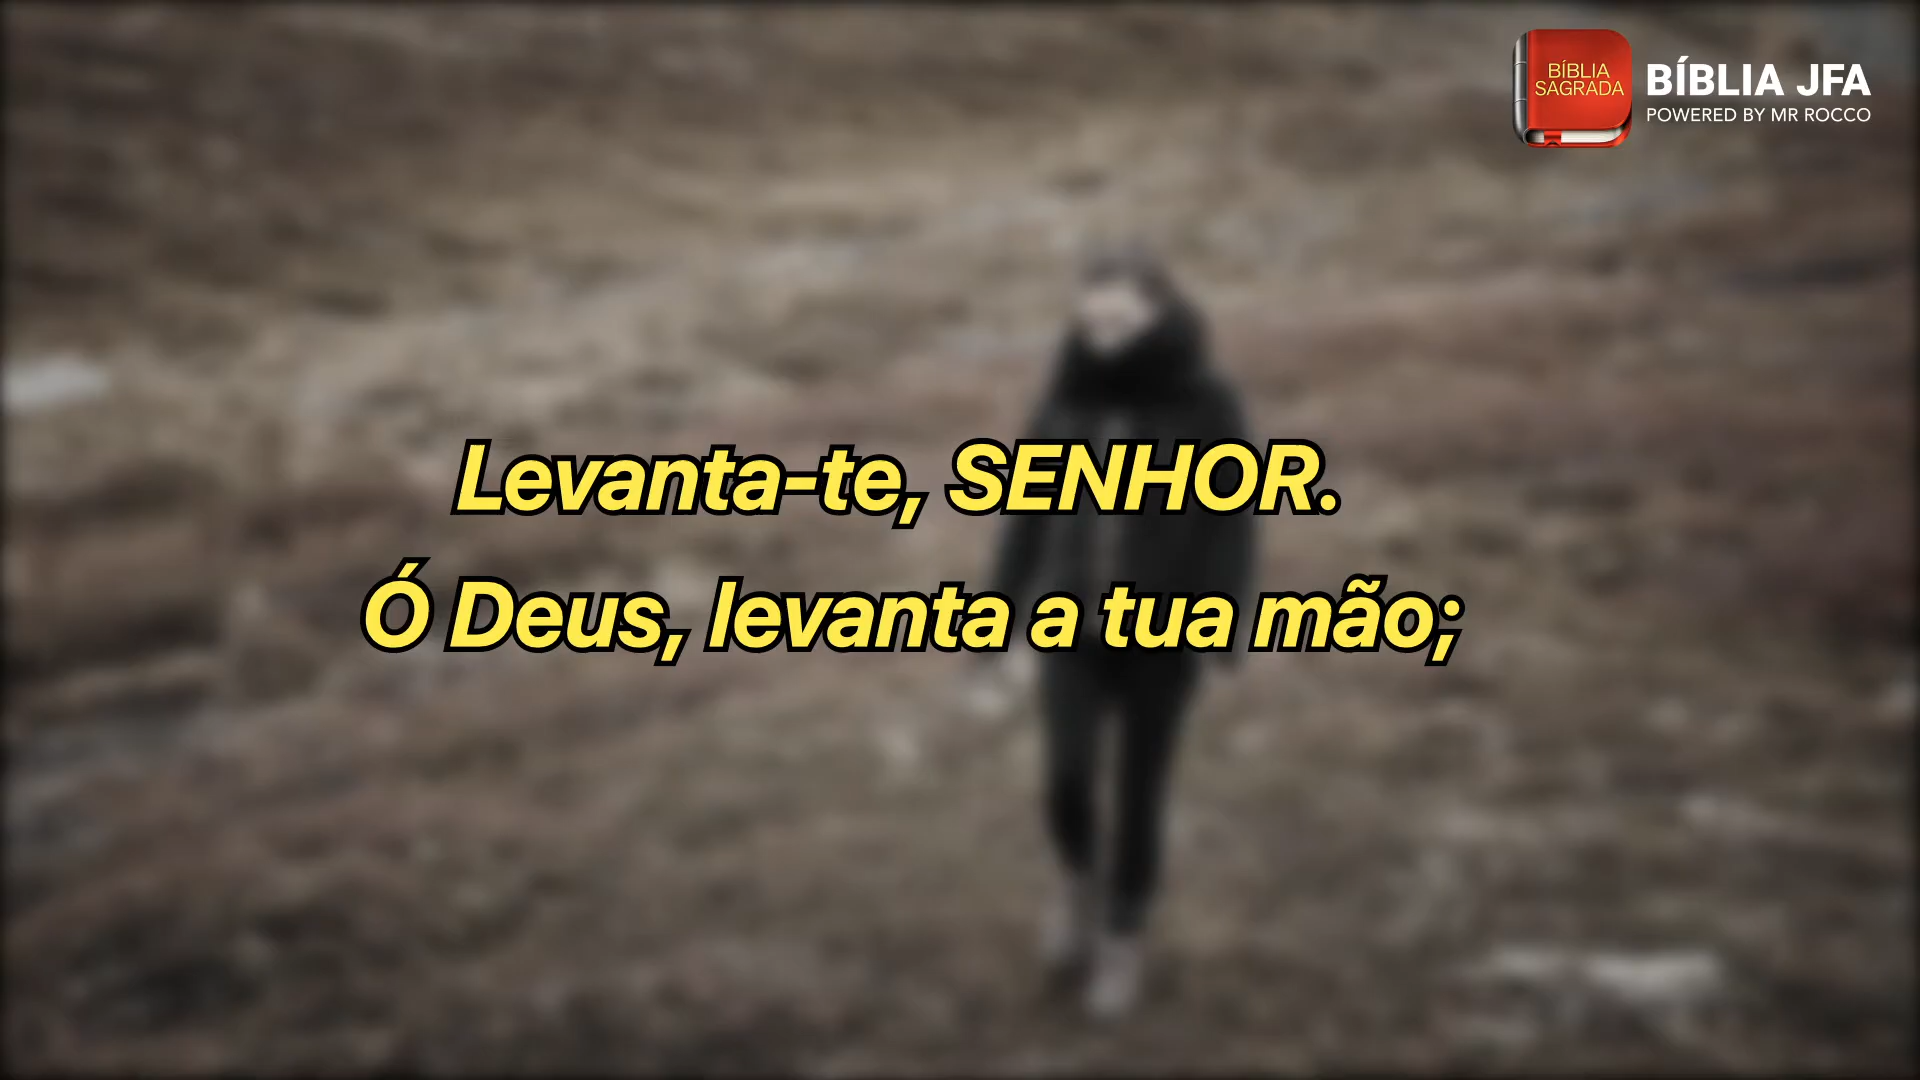 BÍBLIA
SAGRADA
BÍBLIA JFA
POWERED BY MR ROCCO
Levanta-te, SENHOR.
Ó Deus, levanta a tua mão;